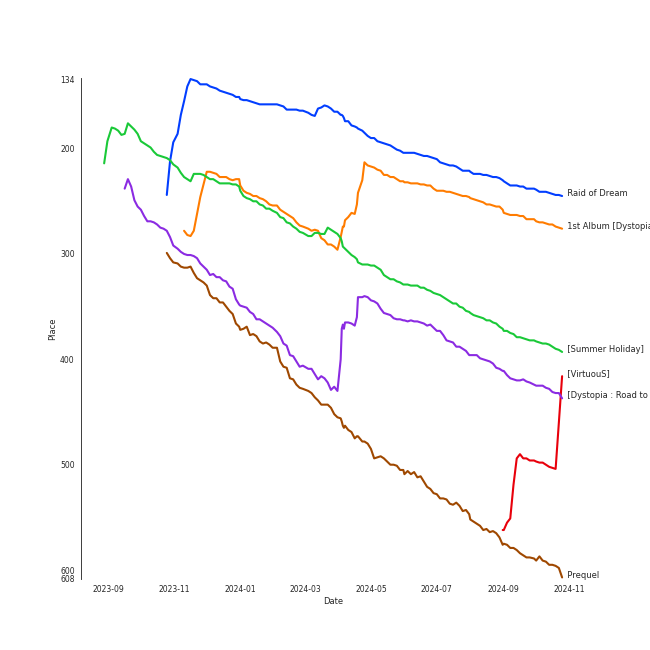 134
200
300
400
500
600
608
Place
2023-09
2023-11
2024-01
2024-03
2024-05
2024-07
2024-09
2024-11
Date
Raid of Dream
1st Album [Dystopia
[Summer Holiday]
[VirtuouS]
[Dystopia : Road to
Prequel